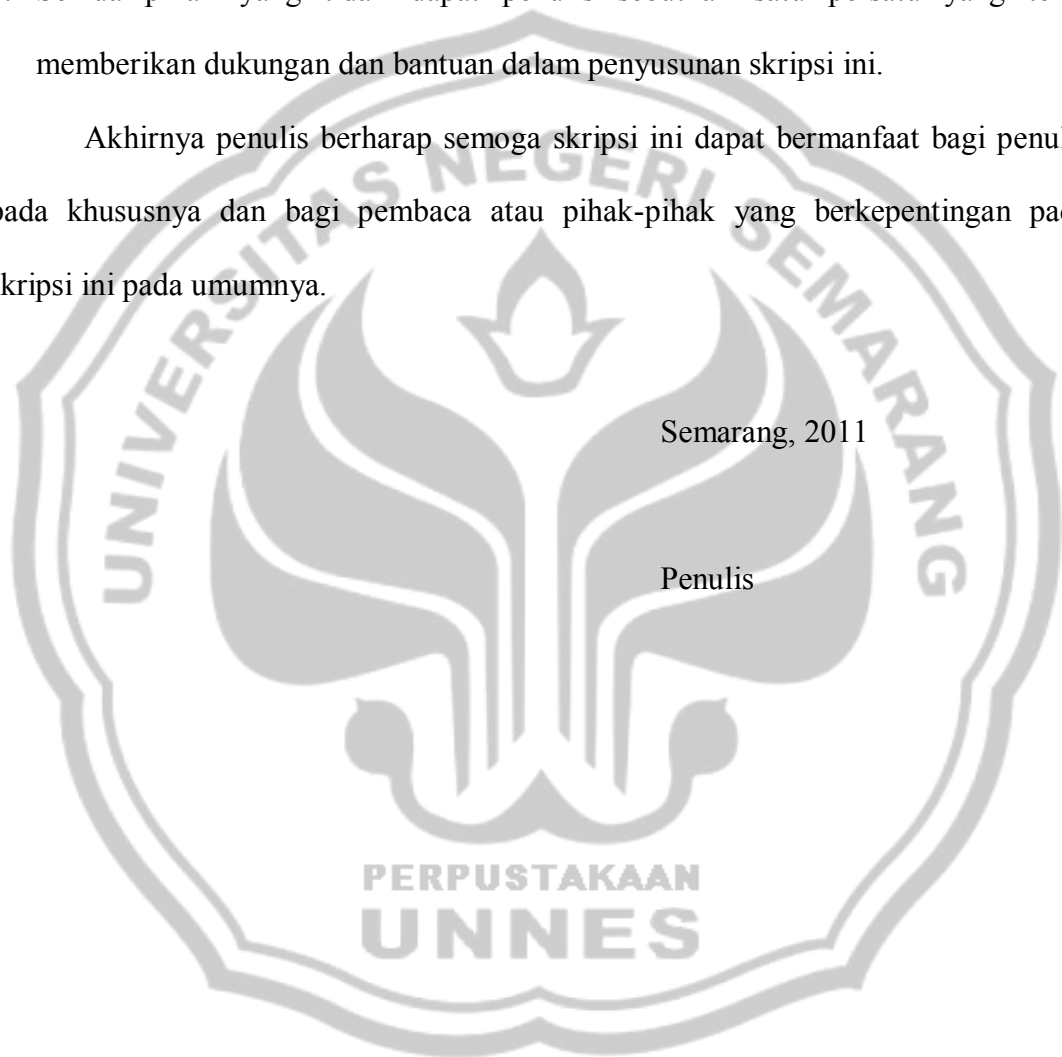 memberikan dukungan dan bantuan dalam penyusunan skripsi ini.
Akhirnya penulis berharap semoga skripsi ini dapat bermanfaat bagi
khususnya dan bagi pembaca atau pihak-pihak yang berkepentingan
ini pada umumnya.
Semarang, 2011
Penulis
UNIVERSITAS NEGERI SEMARANG
PERPUSTAKAAN
UNNES